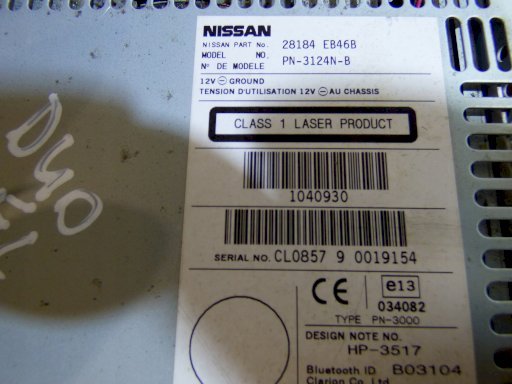 NISSAN
NISSAN PART No. 28184 EB46B
MODEL NO. PN-3124N-B
Nº DE MODELE
12V ⊖ GROUND
TENSION D'UTILISATION 12V ⊖ AU CHASSIS
CLASS 1 LASER PRODUCT
1040930
SERIAL NO. CL0857 9 0019154
CE e13
034082
TYPE PN-3000
DESIGN NOTE NO.
HP-3517
Bluetooth ID B03104
Clarion Co. Ltd
D40